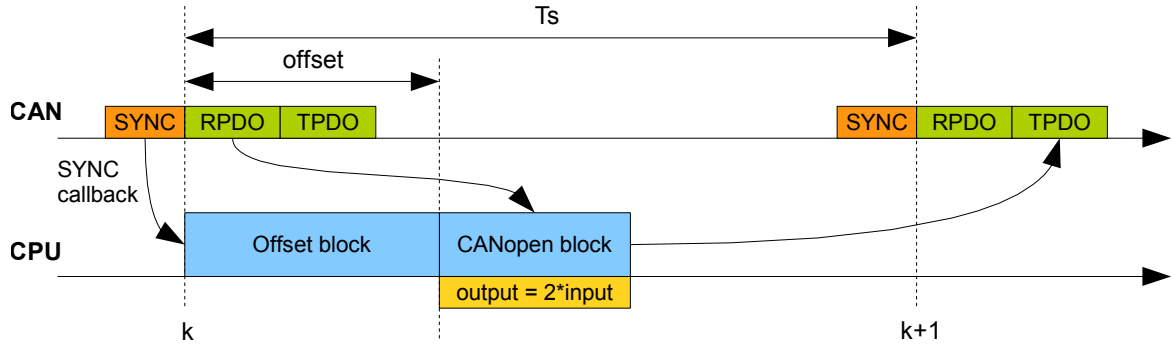 Ts
offset
CAN
SYNC RPDO TPDO SYNC RPDO TPDO
SYNC
callback
Offset block CANopen block
CPU
output = 2*input
k k+1